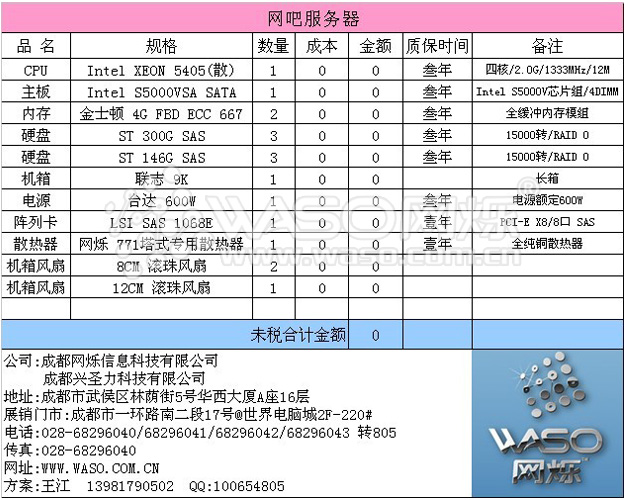 网吧服务器
品 名 规格 数量 成本 金额 质保时间 备注
CPU Intel XEON 5405(散) 1 0 0 叁年 四核/2.0G/1333MHz/12M
主板 Intel S5000VSA SATA 1 0 0 叁年 Intel S5000V芯片组/4DIMM
内存 金士顿 4G FBD ECC 667 2 0 0 叁年 全缓冲内存模组
硬盘 ST 300G SAS 3 0 0 叁年 15000转/RAID 0
硬盘 ST 146G SAS 3 0 0 叁年 15000转/RAID 0
机箱 联志 9K 1 0 0 长箱
电源 台达 600W 1 0 0 叁年 电源额定600W
阵列卡 LSI SAS 1068E 1 0 0 壹年 PCI-E X8/8口 SAS
散热器 网烁 771塔式专用散热器 1 0 0 壹年 全纯铜散热器
机箱风扇 8CM 滚珠风扇 2 0 0
机箱风扇 12CM 滚珠风扇 1 0 0
未税合计金额 0
公司:成都网烁信息科技有限公司
成都兴圣力科技有限公司
地址:成都市武侯区林荫街5号华西大厦A座16层
展销门市:成都市一环路南二段17号@世界电脑城2F-220#
电话:028-68296040/68296041/68296042/68296043 转805
传真:028-68296040
网址:WWW.WASO.COM.CN
方案:王江 13981790502 QQ:100654805
WASO
网烁
WASO网烁
www.waso.com.cn